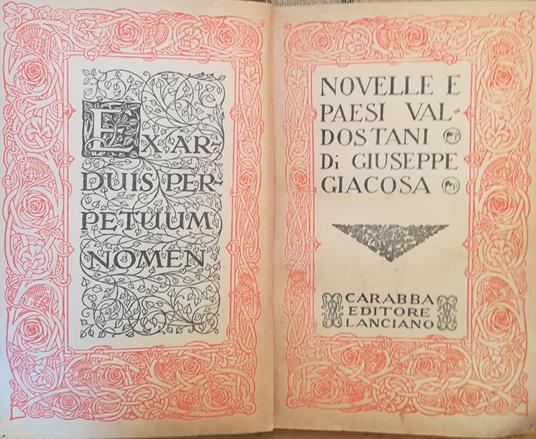 EX AR-
DUIS PER-
PETUUM
NOMEN
NOVELLE E
PAESI VAL-
DOSTANI
Di GIUSEPPE
GIACOSA
CARABBA
EDITORE
LANCIANO